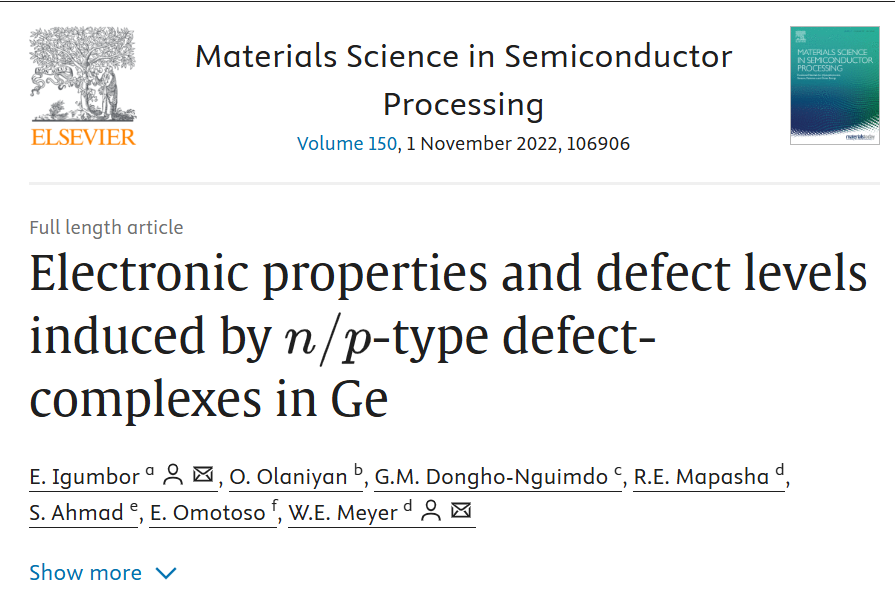 ELSEVIER
Materials Science in Semiconductor
Processing
Volume 150, 1 November 2022, 106906
MATERIALS SCIENCE
IN SEMICONDUCTOR
PROCESSING
Full length article
Electronic properties and defect levels
induced by n/p-type defect-
complexes in Ge
E. Igumbor a, O. Olaniyan b, G.M. Dongho-Nguimdo c, R.E. Mapasha d,
S. Ahmad e, E. Omotoso f, W.E. Meyer d
Show more